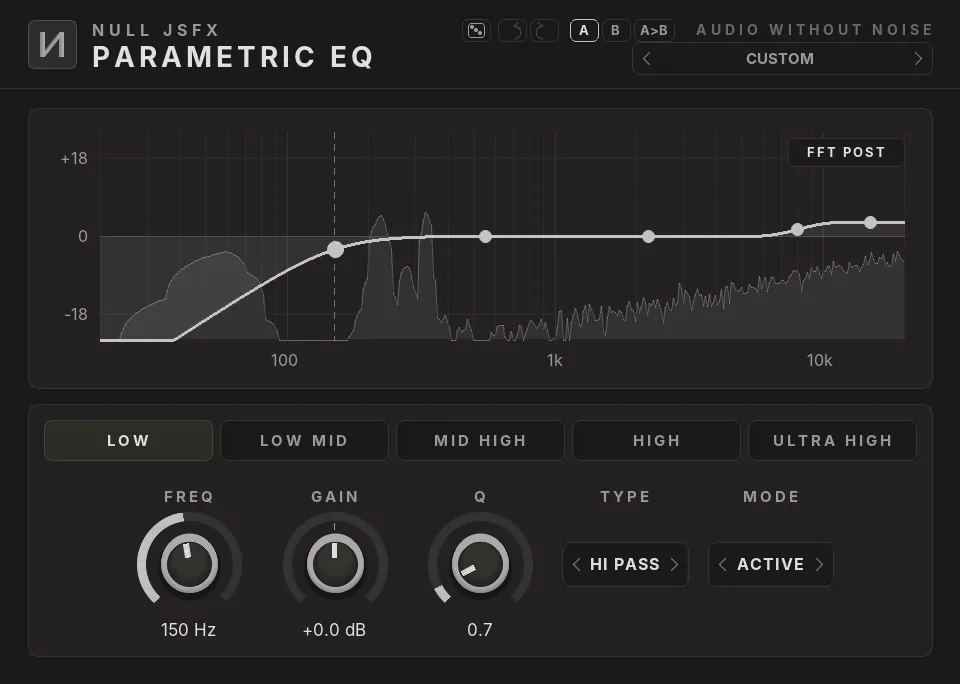 NULL JSFX
PARAMETRIC EQ
A
B
A>B
AUDIO WITHOUT NOISE
CUSTOM
+18
0
-18
FFT POST
100
1k
10k
LOW
LOW MID
MID HIGH
HIGH
ULTRA HIGH
FREQ
GAIN
Q
TYPE
MODE
HI PASS
ACTIVE
150 Hz
+0.0 dB
0.7